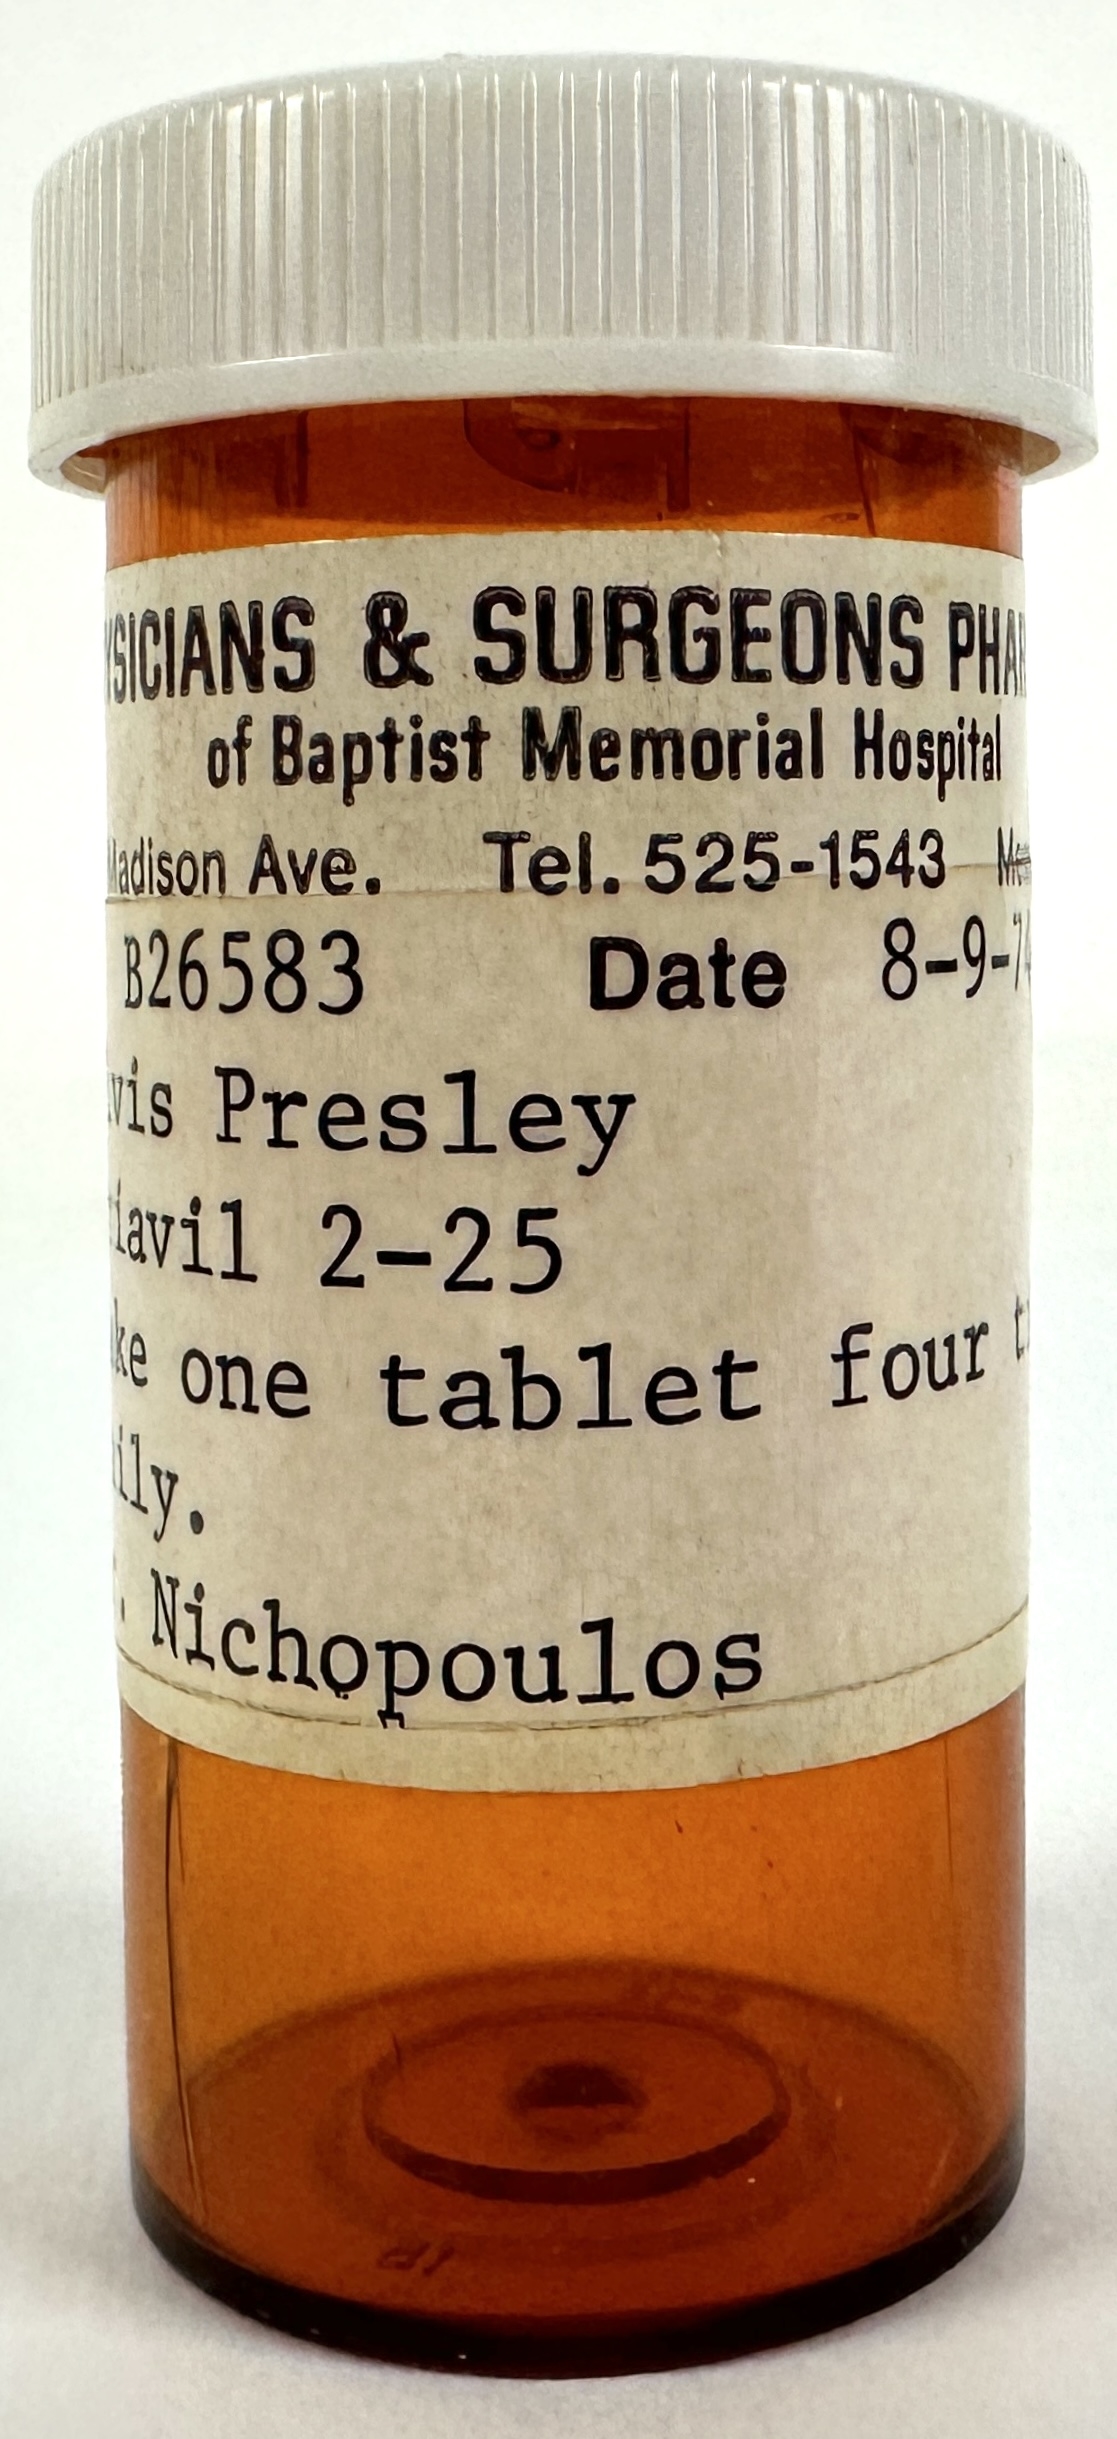 YSICIANS & SURGEONS PHAR
of Baptist Memorial Hospital
Madison Ave. Tel. 525-1543
B26583 Date 8-9-74
vis Presley
iavil 2-25
ke one tablet four t
ily.
. Nichopoulos